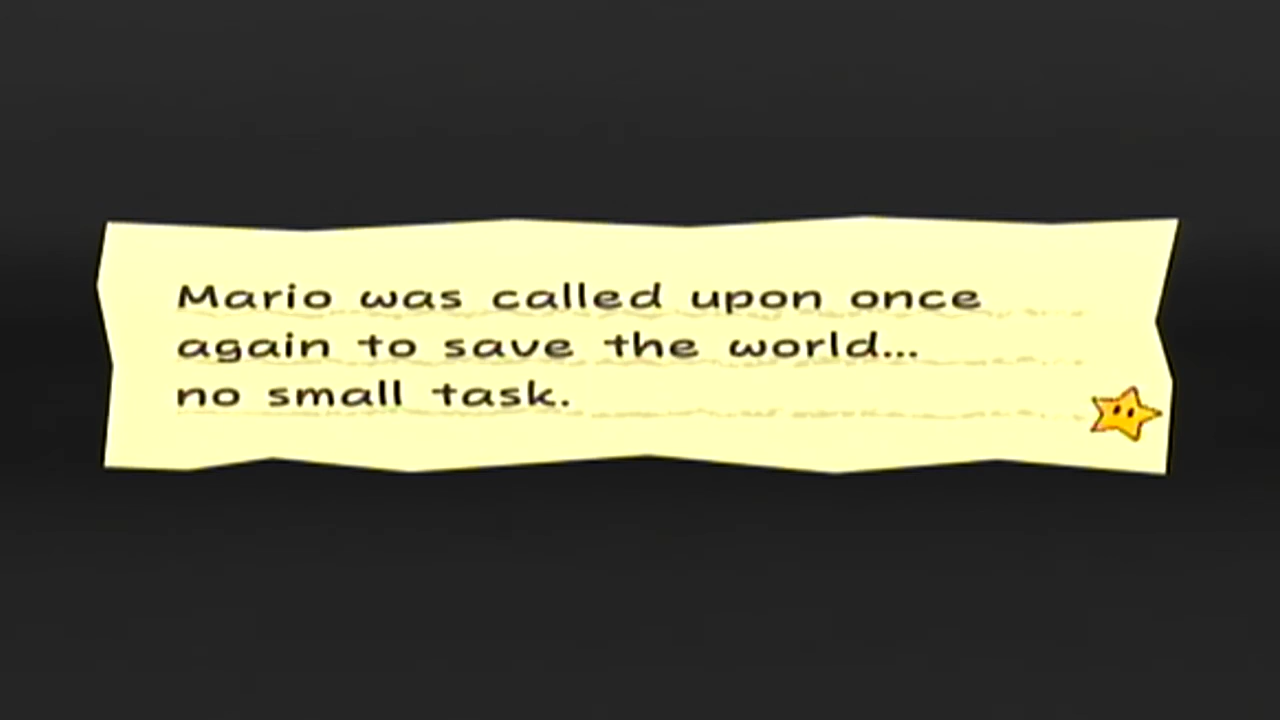 Mario was called upon once
again to save the world...
no small task.